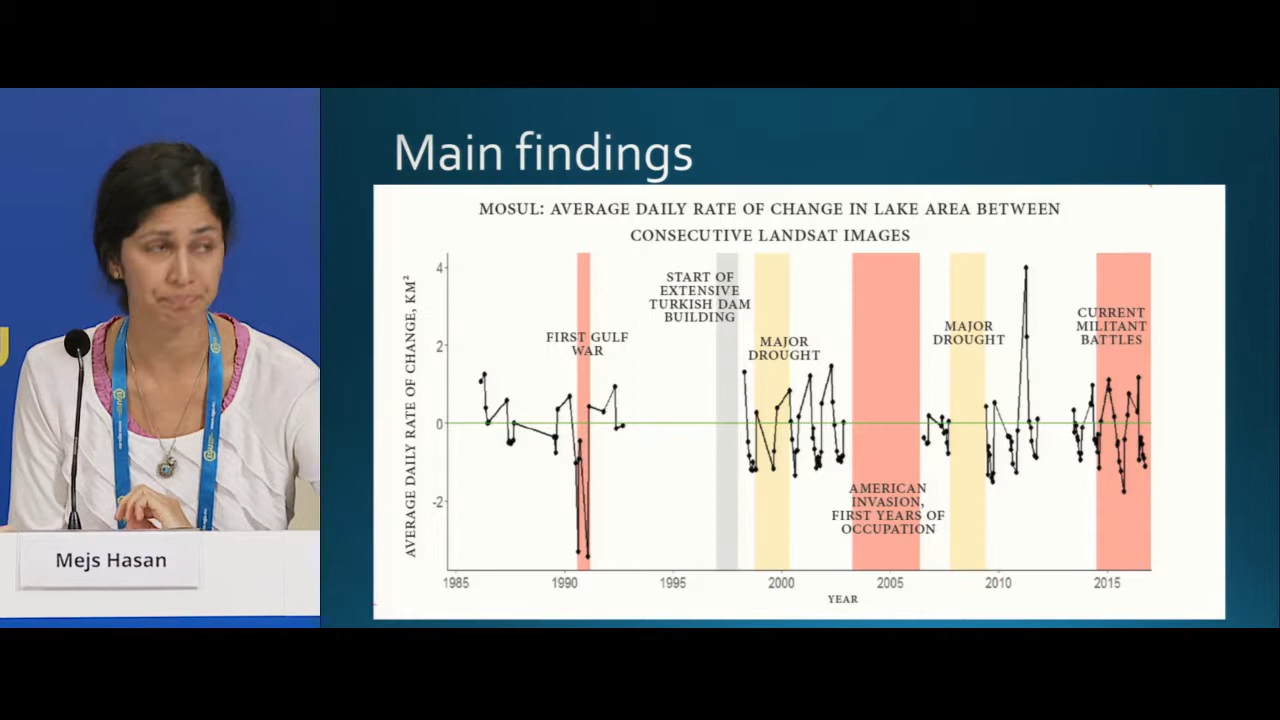 Main findings
MOSUL: AVERAGE DAILY RATE OF CHANGE IN LAKE AREA BETWEEN
CONSECUTIVE LANDSAT IMAGES
AVERAGE DAILY RATE OF CHANGE, KM²
4
2
0
-2
START OF
EXTENSIVE
TURKISH DAM
BUILDING
FIRST GULF
WAR
MAJOR
DROUGHT
MAJOR
DROUGHT
CURRENT
MILITANT
BATTLES
AMERICAN
INVASION,
FIRST YEARS OF
OCCUPATION
1985 1990 1995 2000 2005 2010 2015
YEAR
Mejs Hasan